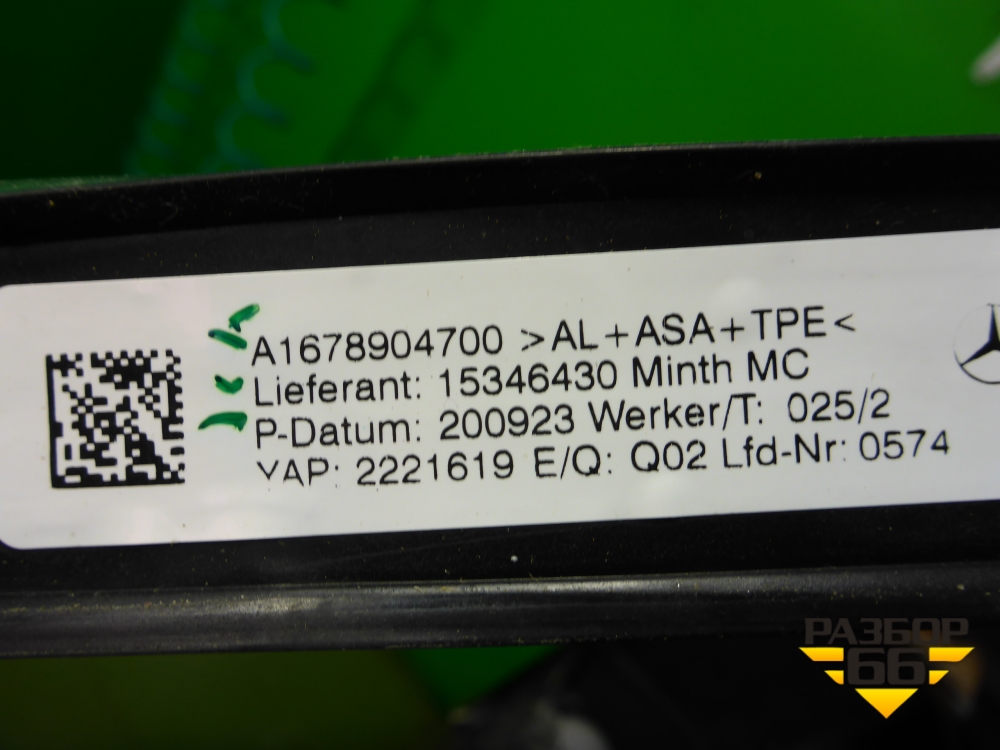 A1678904700 >AL+ASA+TPE<
Lieferant: 15346430 Minth MC
P-Datum: 200923 Werker/T: 025/2
YAP: 2221619 E/Q: Q02 Lfd-Nr: 0574
РАЗБОР
66